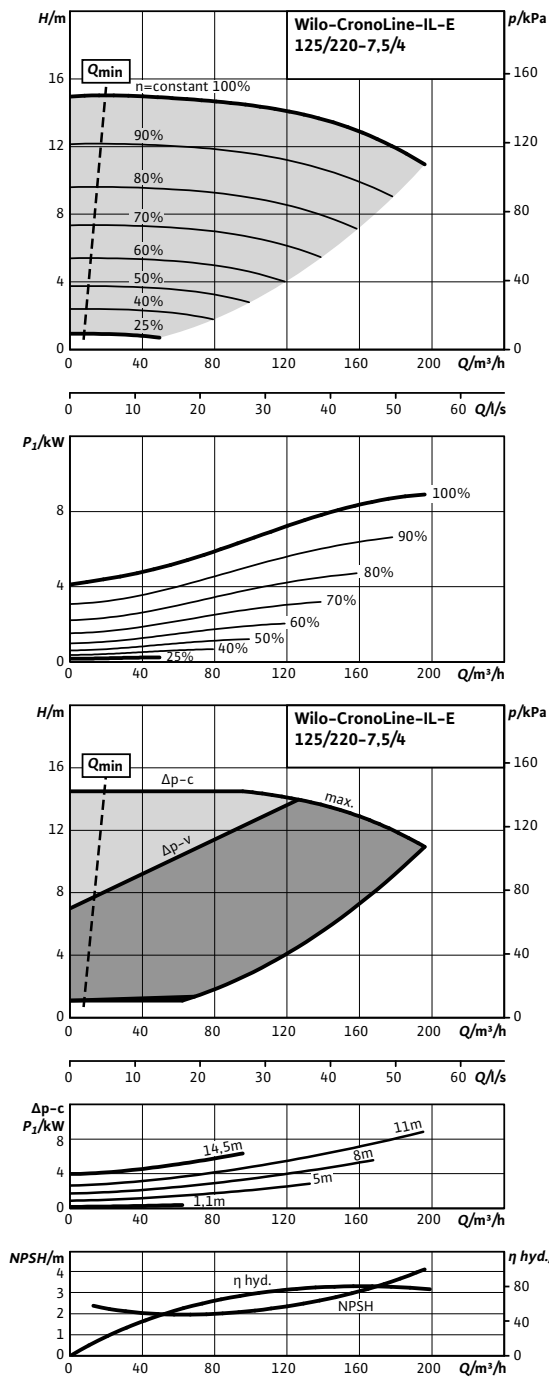 H/m
Wilo-CronoLine-IL-E
125/220-7,5/4
p/kPa
Qmin
n=constant 100%
16
160
90%
12
120
80%
8
80
70%
60%
4
40
50%
40%
25%
0
0
0 40 80 120 160 200 Q/m³/h
0 10 20 30 40 50 60 Q/l/s
P1/kW
100%
8
90%
80%
4
70%
60%
50%
40%
25%
0
0 40 80 120 160 200 Q/m³/h
H/m
Wilo-CronoLine-IL-E
125/220-7,5/4
p/kPa
Qmin
16
160
Δp-c
max.
12
120
Δp-v
8
80
4
40
0
0
0 40 80 120 160 200 Q/m³/h
0 10 20 30 40 50 60 Q/l/s
Δp-c
P1/kW
8
11m
14,5m
8m
4
5m
1,1m
0
0 40 80 120 160 200 Q/m³/h
NPSH/m
η hyd.
4
η hyd.
80
3
2
NPSH
40
1
0
0
0 40 80 120 160 200 Q/m³/h